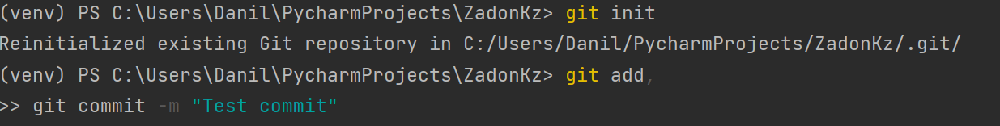 (venv) PS C:\Users\Danil\PycharmProjects\ZadonKz> git init
Reinitialized existing Git repository in C:/Users/Danil/PycharmProjects/ZadonKz/.git/
(venv) PS C:\Users\Danil\PycharmProjects\ZadonKz> git add,
>> git commit -m "Test commit"